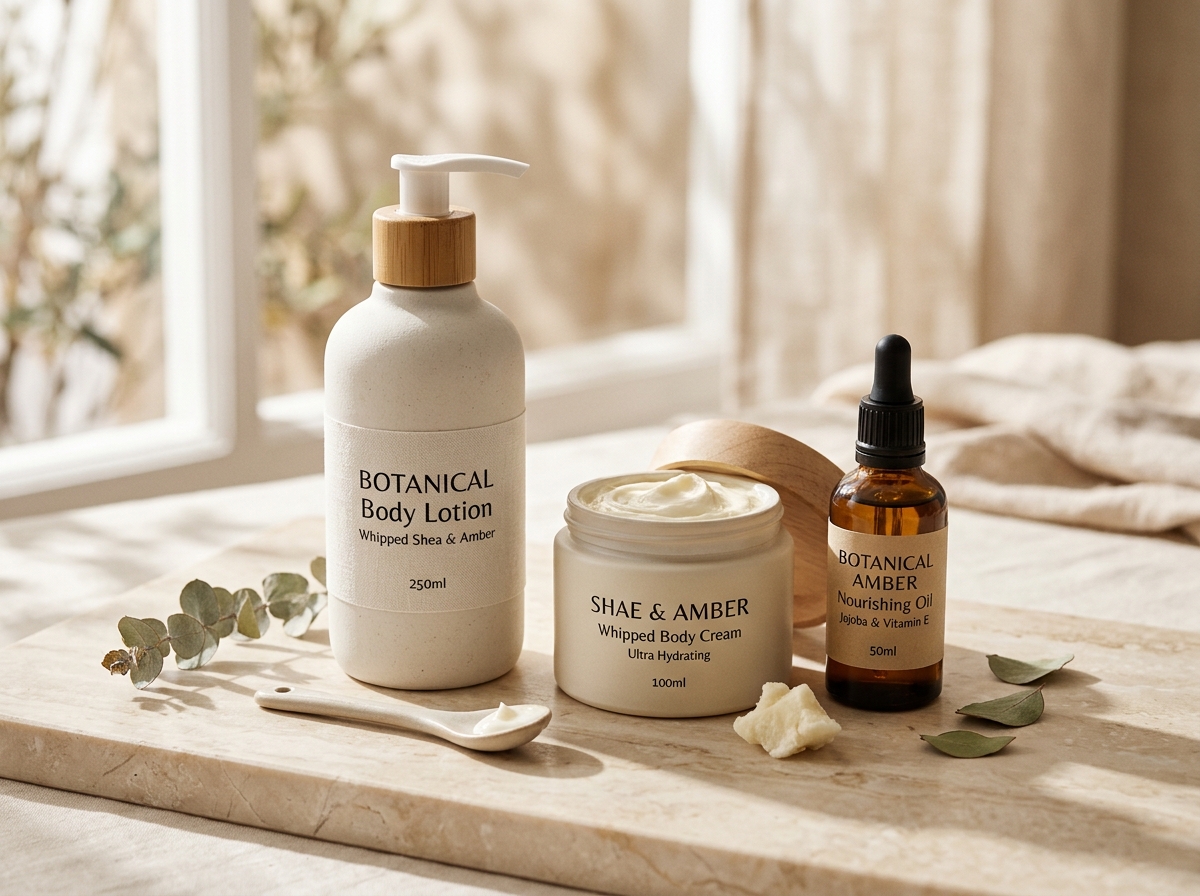 BOTANICAL
Body Lotion
Whipped Shea & Amber
250ml
SHAE & AMBER
Whipped Body Cream
Ultra Hydrating
100ml
BOTANICAL
AMBER
Nourishing Oil
Jojoba & Vitamin E
50ml